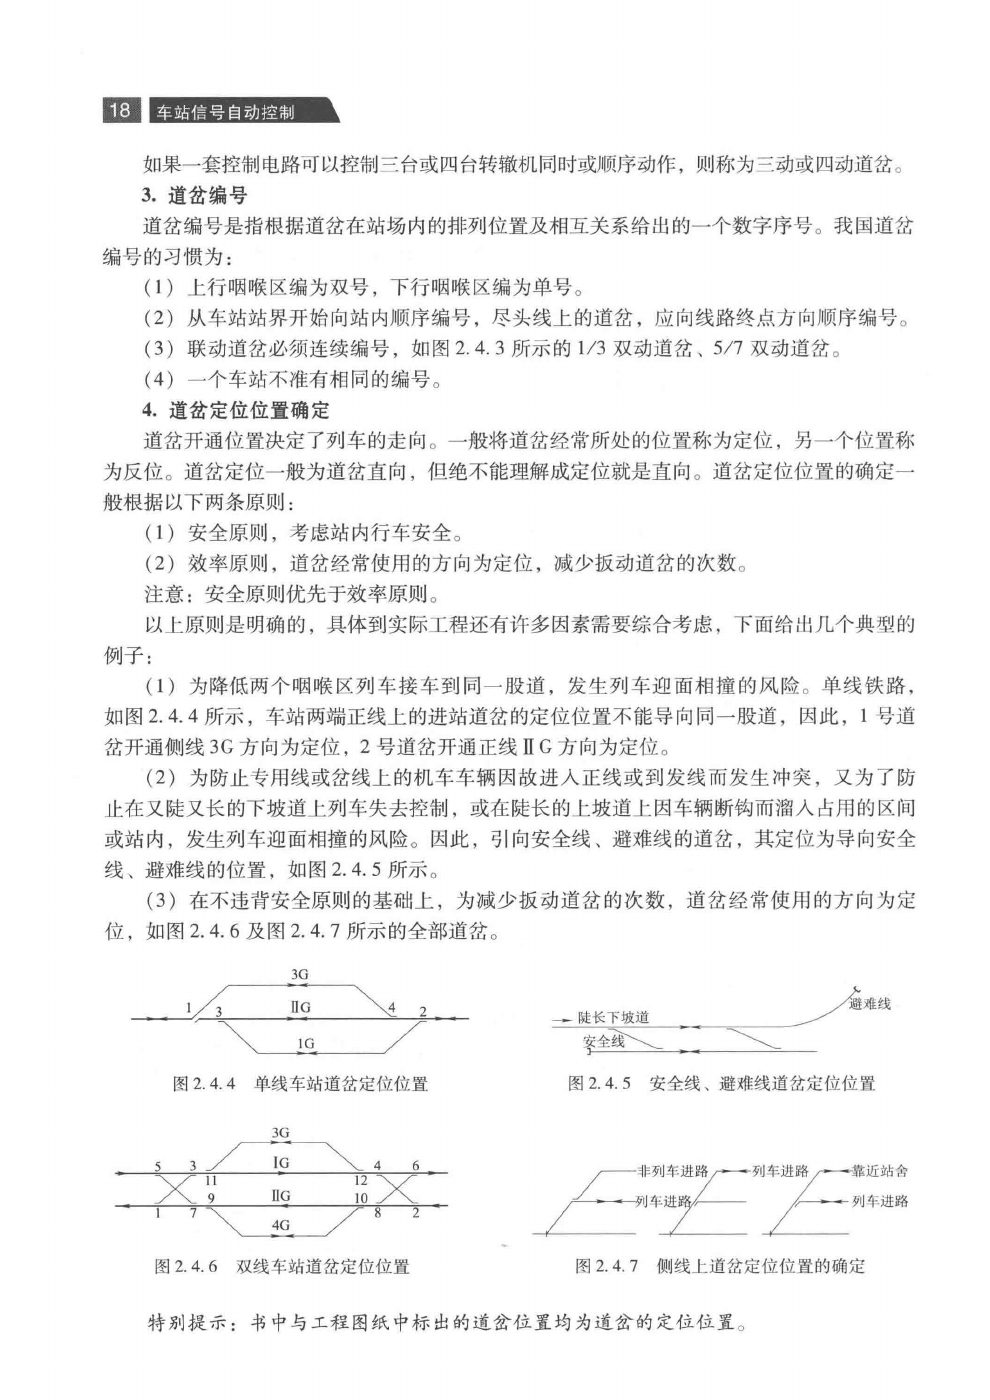 18 车站信号自动控制
如果一套控制电路可以控制三台或四台转辙机同时或顺序动作，则称为三动或四动道岔。
3. 道岔编号
道岔编号是指根据道岔在站场内的排列位置及相互关系给出的一个数字序号。我国道岔
编号的习惯为：
（1）上行咽喉区编为双号，下行咽喉区编为单号。
（2）从车站站界开始向站内顺序编号，尽头线上的道岔，应向线路终点方向顺序编号。
（3）联动道岔必须连续编号，如图 2.4.3 所示的 1/3 双动道岔、5/7 双动道岔。
（4）一个车站不准有相同的编号。
4. 道岔定位位置确定
道岔开通位置决定了列车的走向。一般将道岔经常所处的位置称为定位，另一个位置称
为反位。道岔定位一般为道岔直向，但绝不能理解成定位就是直向。道岔定位位置的确定一
般根据以下两条原则：
（1）安全原则，考虑站内行车安全。
（2）效率原则，道岔经常使用的方向为定位，减少扳动道岔的次数。
注意：安全原则优先于效率原则。
以上原则是明确的，具体到实际工程还有许多因素需要综合考虑，下面给出几个典型的
例子：
（1）为降低两个咽喉区列车接车到同一股道，发生列车迎面相撞的风险。单线铁路，
如图 2.4.4 所示，车站两端正线上的进站道岔的定位位置不能导向同一股道，因此，1 号道
岔开通侧线 3G 方向为定位，2 号道岔开通正线ⅡG 方向为定位。
（2）为防止专用线或岔线上的机车车辆因故进入正线或到发线而发生冲突，又为了防
止在又陡又长的下坡道上列车失去控制，或在陡长的上坡道上因车辆断钩而溜入占用的区间
或站内，发生列车迎面相撞的风险。因此，引向安全线、避难线的道岔，其定位为导向安全
线、避难线的位置，如图 2.4.5 所示。
（3）在不违背安全原则的基础上，为减少扳动道岔的次数，道岔经常使用的方向为定
位，如图 2.4.6 及图 2.4.7 所示的全部道岔。
3G
1 3 ⅡG 4 2
1G
图 2.4.4 单线车站道岔定位位置
避难线
陡长下坡道
安全线
图 2.4.5 安全线、避难线道岔定位位置
3G
5 3 ⅠG 4 6
11 12
9 ⅡG 10
1 7 8 2
4G
图 2.4.6 双线车站道岔定位位置
非列车进路 列车进路 靠近站舍
列车进路 列车进路
图 2.4.7 侧线上道岔定位位置的确定
特别提示：书中与工程图纸中标出的道岔位置均为道岔的定位位置。